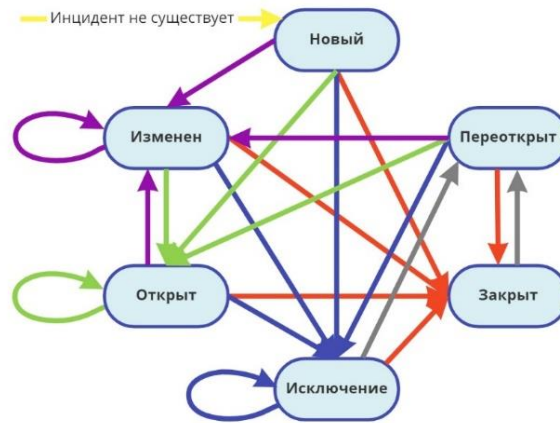 Инцидент не существует
Новый
Изменен
Переоткрыт
Открыт
Закрыт
Исключение